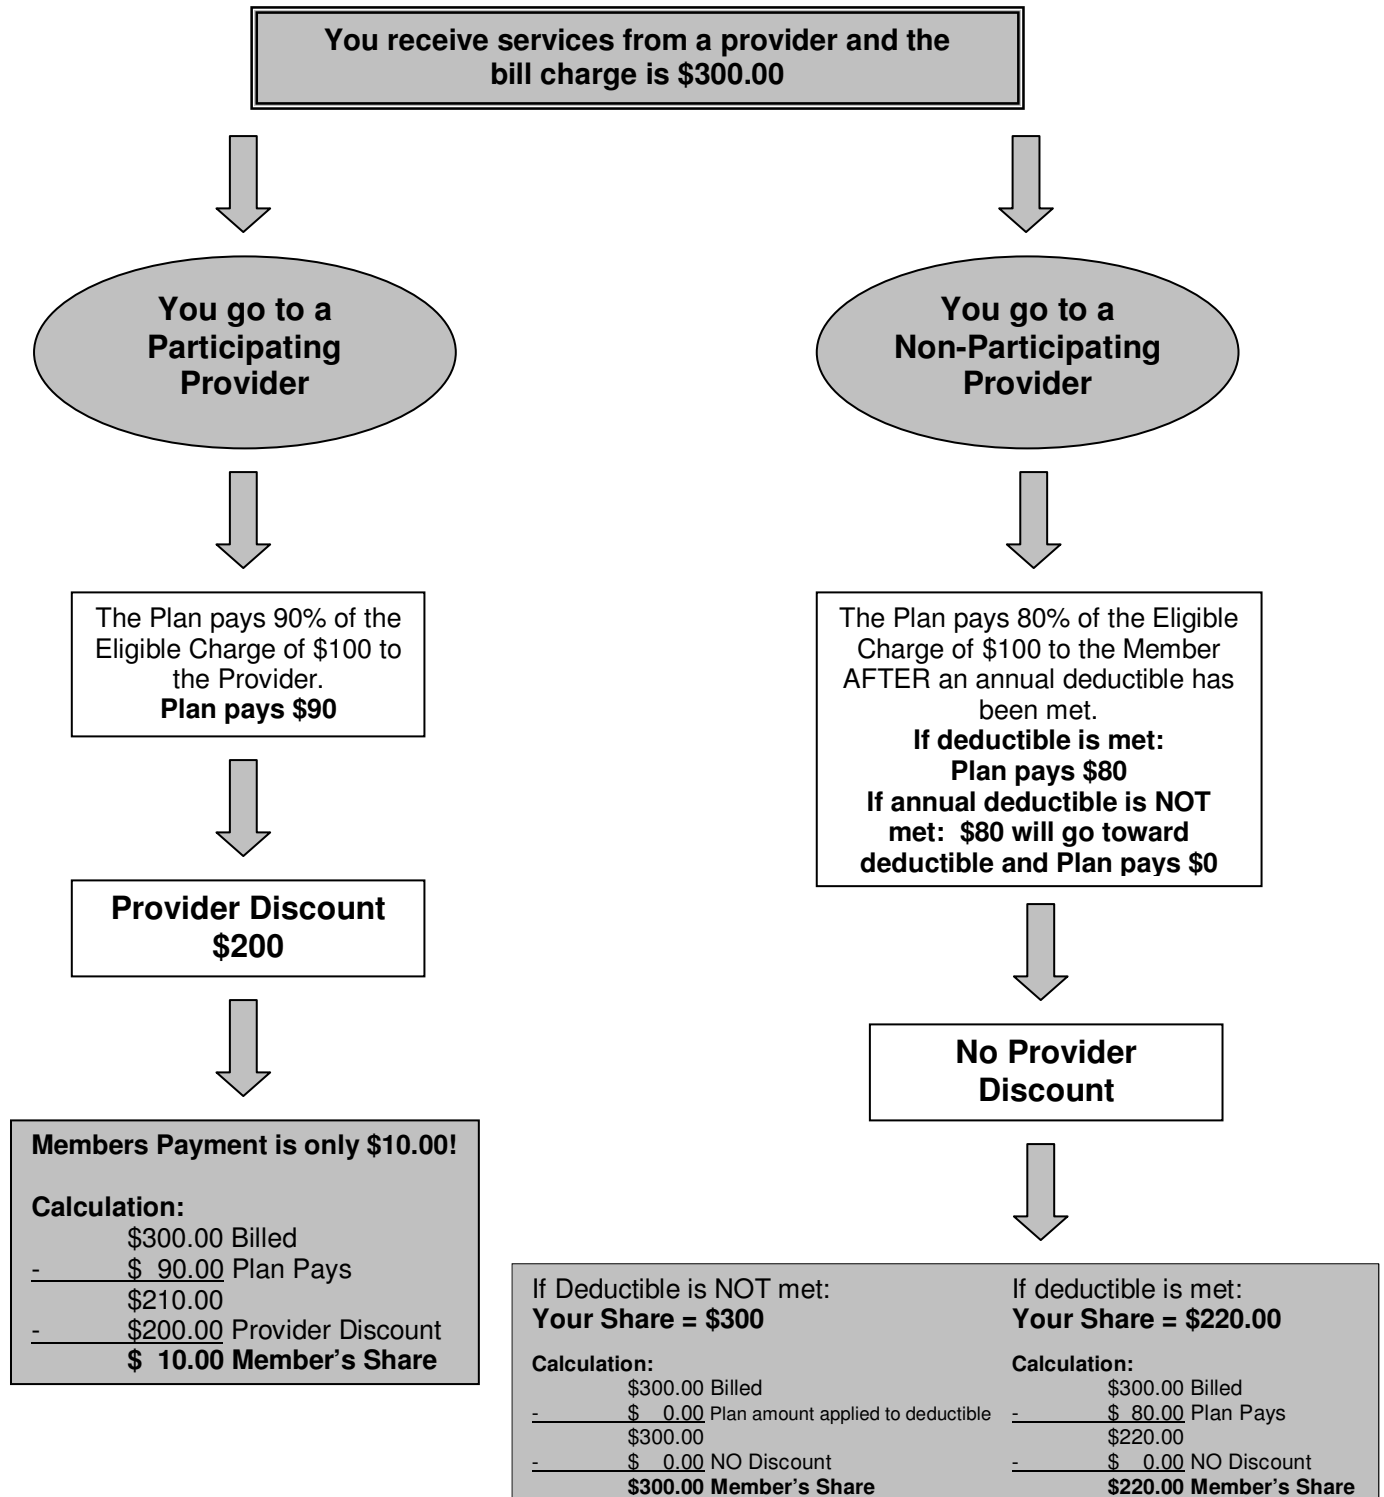 You receive services from a provider and the
bill charge is $300.00
You go to a
Participating
Provider
You go to a
Non-Participating
Provider
The Plan pays 90% of the
Eligible Charge of $100 to
the Provider.
Plan pays $90
The Plan pays 80% of the Eligible
Charge of $100 to the Member
AFTER an annual deductible has
been met.
If deductible is met:
Plan pays $80
If annual deductible is NOT
met:  $80 will go toward
deductible and Plan pays $0
Provider Discount
$200
No Provider
Discount
Members Payment is only $10.00!
Calculation:
$300.00 Billed
- $ 90.00 Plan Pays
$210.00
- $200.00 Provider Discount
$ 10.00 Member’s Share
If Deductible is NOT met:
Your Share = $300
Calculation:
$300.00 Billed
- $ 0.00 Plan amount applied to deductible
$300.00
- $ 0.00 NO Discount
$300.00 Member’s Share
If deductible is met:
Your Share = $220.00
Calculation:
$300.00 Billed
- $ 80.00 Plan Pays
$220.00
- $ 0.00 NO Discount
$220.00 Member’s Share